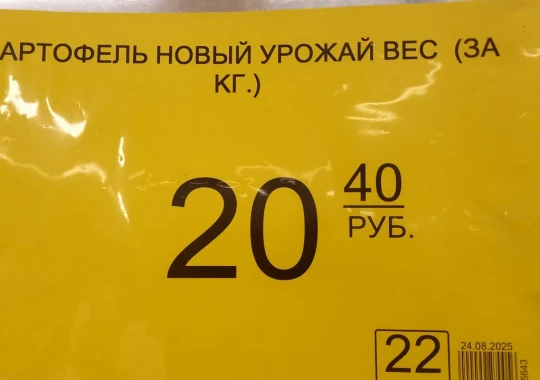 АРТОФЕЛЬ НОВЫЙ УРОЖАЙ ВЕС (ЗА
КГ.)
20 40
РУБ.
22
24.08.2025